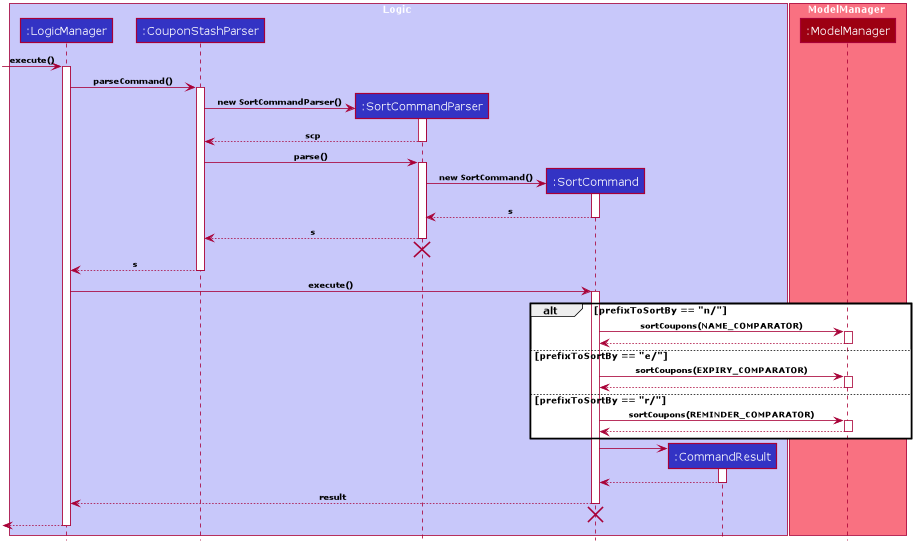 Logic
ModelManager
:LogicManager
:CouponStashParser
:ModelManager
execute()
parseCommand()
new SortCommandParser()
:SortCommandParser
scp
parse()
new SortCommand()
:SortCommand
s
s
s
execute()
alt
[prefixToSortBy == "n/"]
sortCoupons(NAME_COMPARATOR)
[prefixToSortBy == "e/"]
sortCoupons(EXPIRY_COMPARATOR)
[prefixToSortBy == "r/"]
sortCoupons(REMINDER_COMPARATOR)
:CommandResult
result